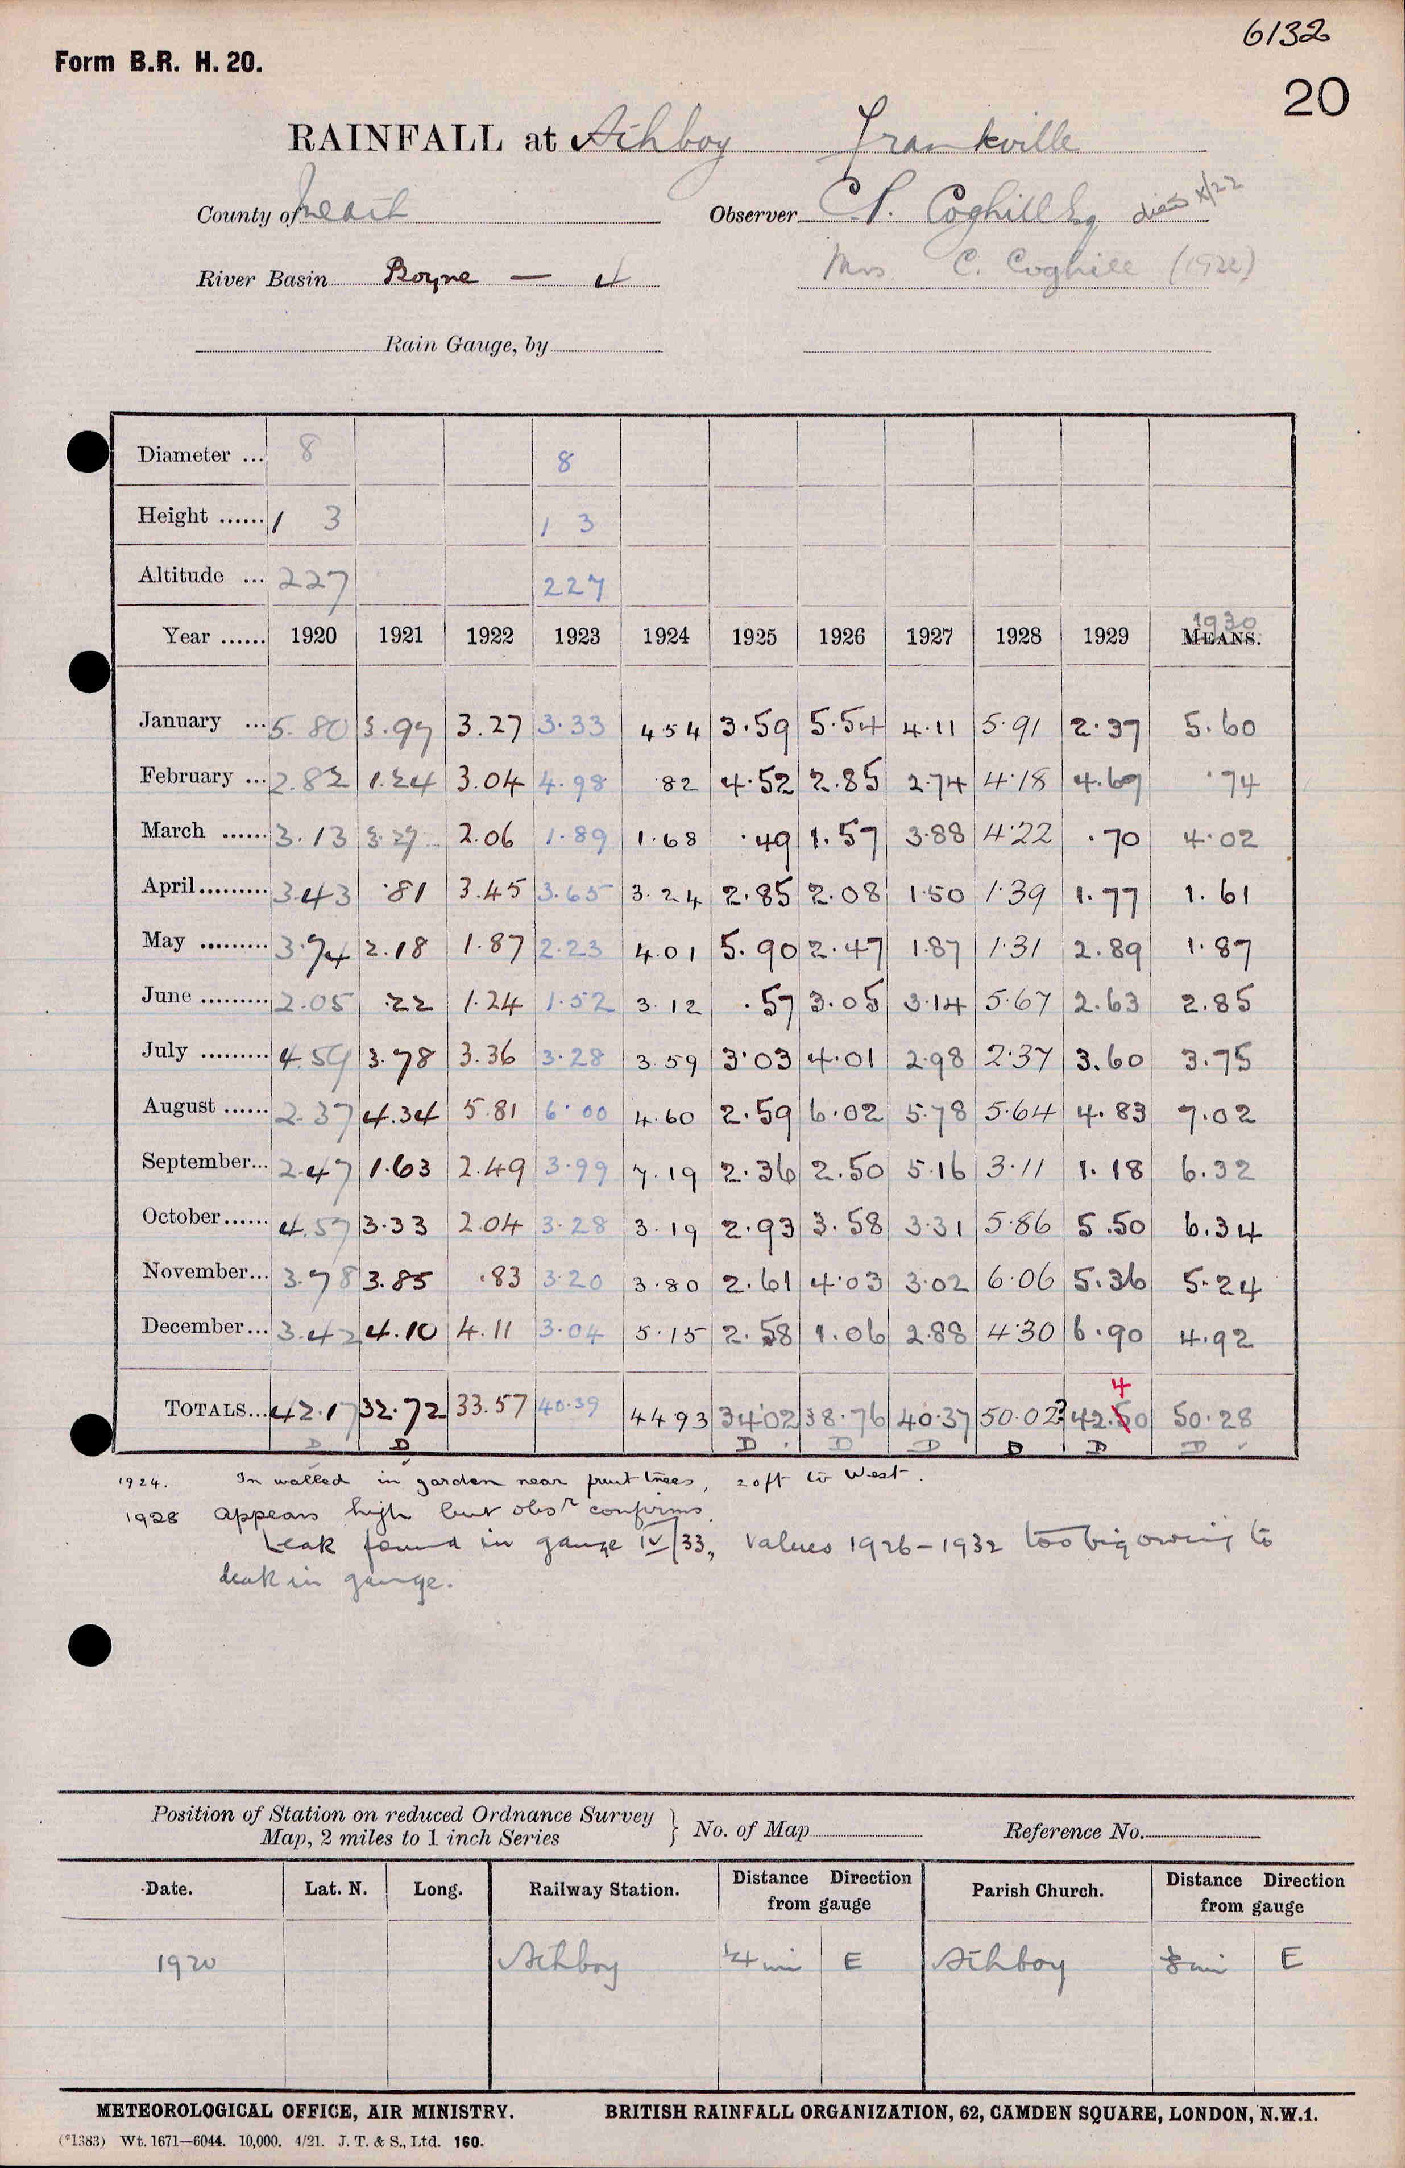 6132
Form B.R. H. 20.
20
RAINFALL at Athboy Frankville
County of Meath Observer C.P. Coghill Esq died X/22
River Basin Boyne — 4 Mrs C. Coghill (1922)
Rain Gauge, by
Diameter ... 8 8
Height ...... 1 3 1 3
Altitude ... 227 227
1930
Year ...... 1920 1921 1922 1923 1924 1925 1926 1927 1928 1929 MEANS.
January ... 5.80 3.97 3.27 3.33 4.54 3.59 5.54 4.11 5.91 2.37 5.60
February ... 2.82 1.24 3.04 4.98 .82 4.52 2.85 2.74 4.18 4.69 .74
March ...... 3.13 3.27 2.06 1.89 1.68 .49 1.57 3.88 4.22 .70 4.02
April ......... 3.43 .81 3.45 3.65 3.24 2.85 2.08 1.50 1.39 1.77 1.61
May ......... 3.74 2.18 1.87 2.23 4.01 5.90 2.47 1.87 1.31 2.89 1.87
June ......... 2.05 .22 1.24 1.52 3.12 .57 3.05 3.14 5.67 2.63 2.85
July ......... 4.59 3.78 3.36 3.28 3.59 3.03 4.01 2.98 2.37 3.60 3.75
August ...... 2.37 4.34 5.81 6.00 4.60 2.59 6.02 5.78 5.64 4.83 7.02
September... 2.47 1.63 2.49 3.99 7.19 2.36 2.50 5.16 3.11 1.18 6.32
October...... 4.57 3.33 2.04 3.28 3.19 2.93 3.58 3.31 5.86 5.50 6.34
November... 3.78 3.85 .83 3.20 3.80 2.61 4.03 3.02 6.06 5.36 5.24
December... 3.42 4.10 4.11 3.04 5.15 2.58 1.06 2.88 4.30 6.90 4.92
4
TOTALS... 42.17 32.72 33.57 40.39 44.93 34.02 38.76 40.37 50.02? 42.50 50.28
D D D D D D D D
1924. In walled in garden near fruit trees, 20ft to West.
1928 appears high but obsr confirms.
Leak found in gauge IV/33., values 1926-1932 too big owing to
leak in gauge.
Position of Station on reduced Ordnance Survey
Map, 2 miles to 1 inch Series } No. of Map Reference No.
Date. Lat. N. Long. Railway Station. Distance Direction from gauge Parish Church. Distance Direction from gauge
1920 Athboy 1/4 mi E Athboy 1/8 mi E
METEOROLOGICAL OFFICE, AIR MINISTRY. BRITISH RAINFALL ORGANIZATION, 62, CAMDEN SQUARE, LONDON, N.W.1.
(*1383) Wt. 1671—6044. 10,000. 4/21. J. T. & S., Ltd. 160.